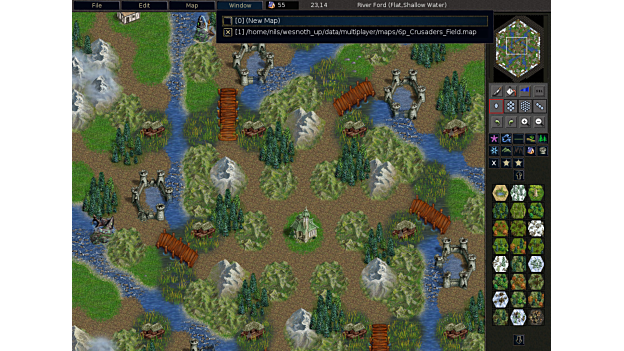 File Edit Map Window 55 23,14 River Ford (Flat,Shallow Water)
[0] (New Map)
[1] /home/nils/wesnoth_up/data/multiplayer/maps/6p_Crusaders_Field.map